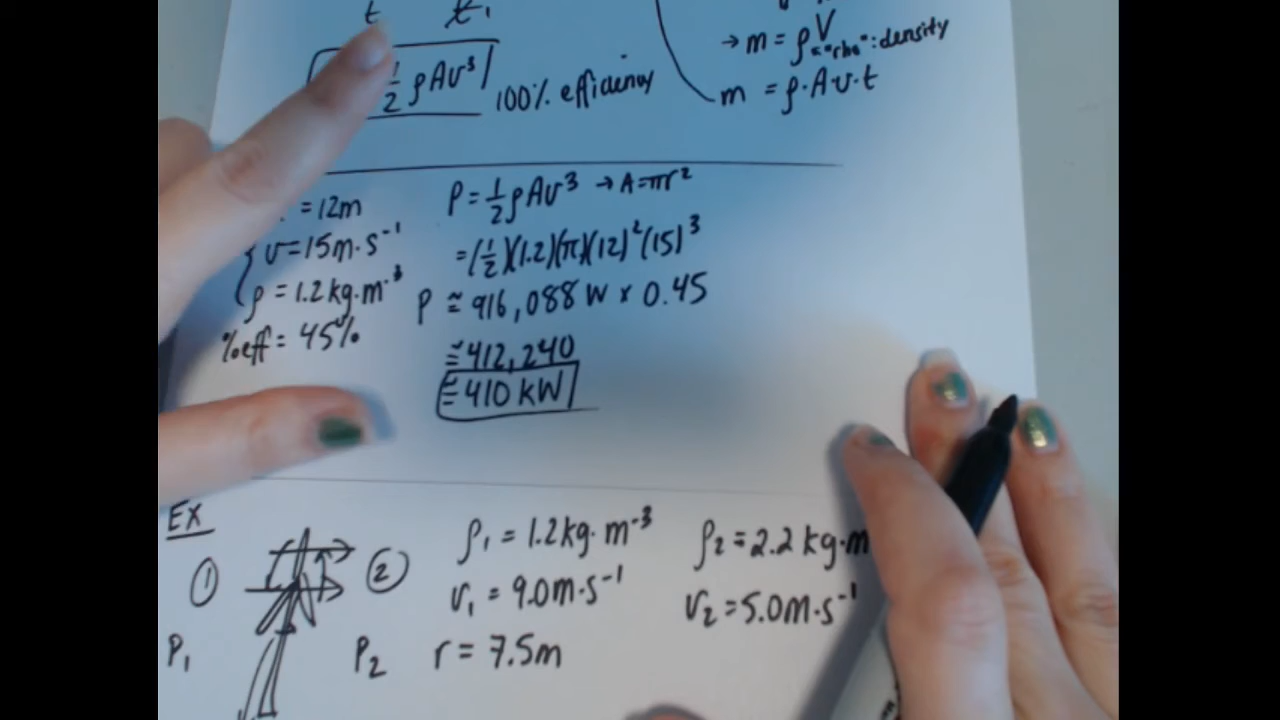 t t₁
½ ρAv³ 100% efficiency
→ m = ρV
"rho": density
m = ρ·A·v·t
= 12m
v = 15m·s⁻¹
ρ = 1.2 kg·m⁻³
%eff = 45%
P = ½ρAv³ → A = πr²
= (½)(1.2)(π)(12)²(15)³
P ≅ 916,088 W x 0.45
≅ 412,240
≅ 410 kW
EX
① ②
P₁ P₂
ρ₁ = 1.2 kg·m⁻³ ρ₂ = 2.2 kg·m
v₁ = 9.0m·s⁻¹ v₂ = 5.0m·s⁻¹
r = 7.5m